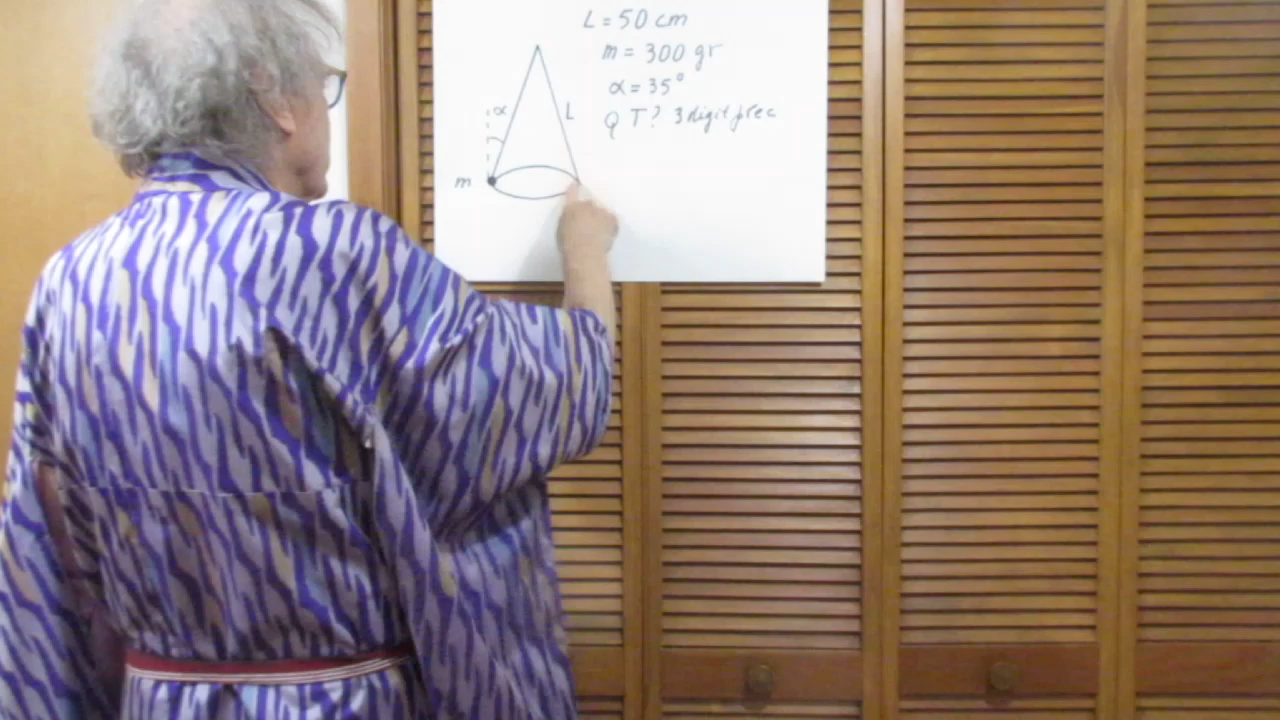 L = 50 cm
m = 300 gr
α = 35°
Q T? 3 digit prec
α
L
m